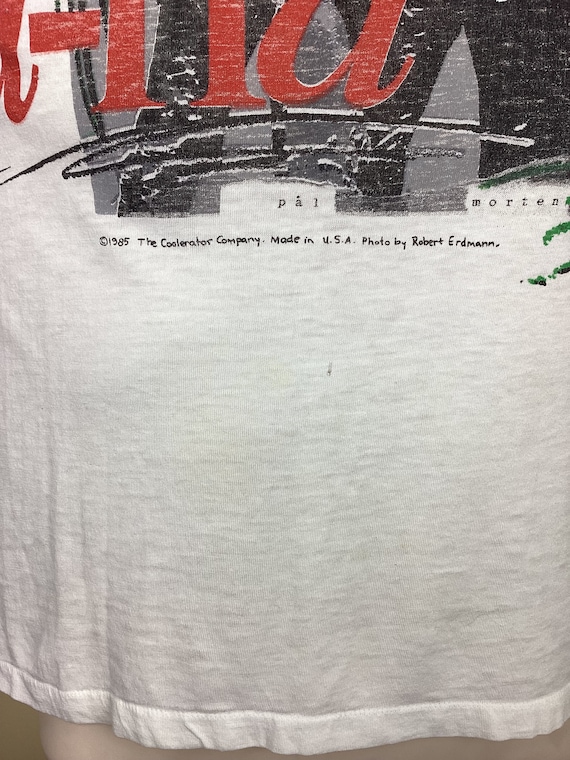 a-ha
pål morten
©1985 The Coolerator Company. Made in U.S.A. Photo by Robert Erdmann.